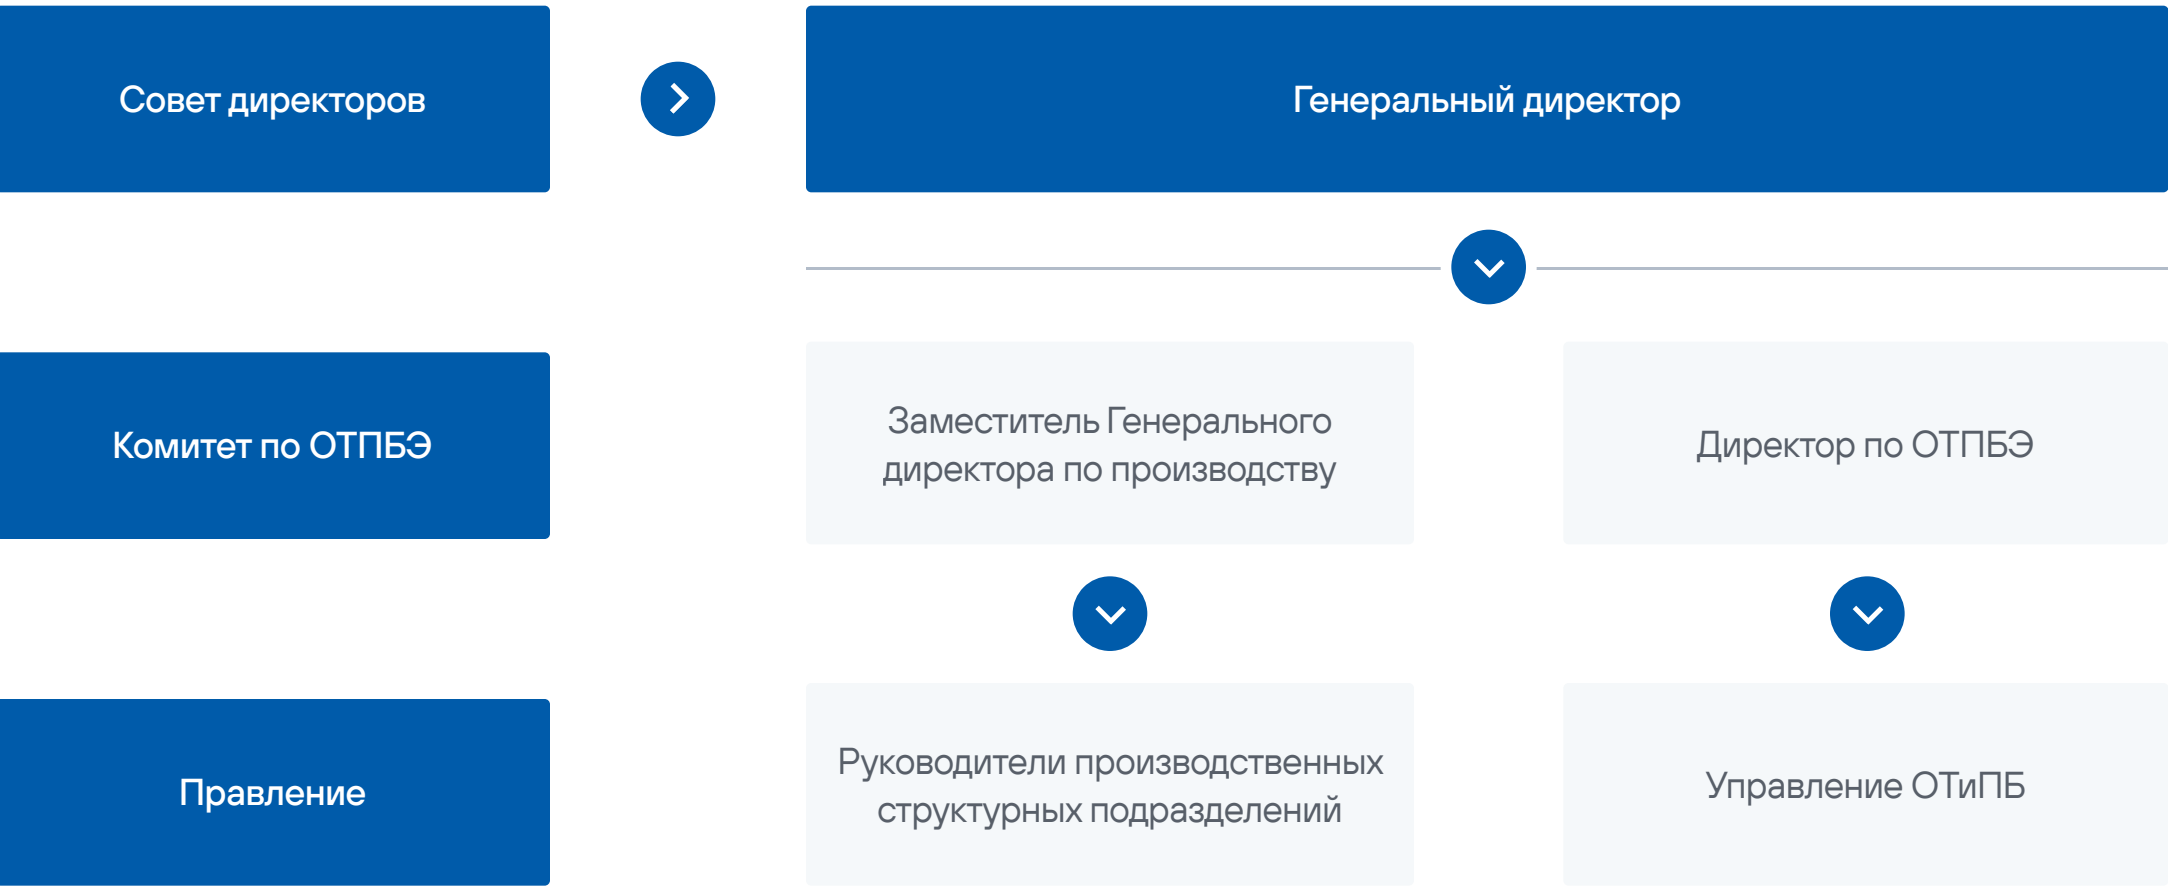 Совет директоров
Генеральный директор
Комитет по ОТПБЭ
Заместитель Генерального
директора по производству
Директор по ОТПБЭ
Правление
Руководители производственных
структурных подразделений
Управление ОТиПБ